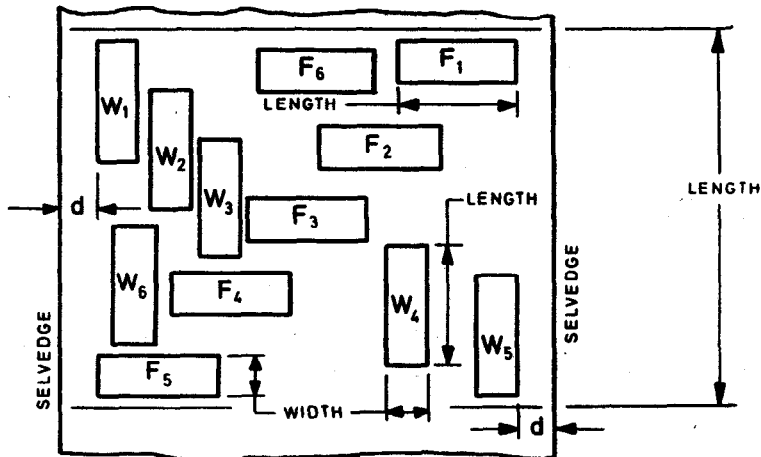 F1
F6
W1
LENGTH
W2
F2
W3
LENGTH
LENGTH
d
F3
W6
F4
W4
SELVEDGE
W5
SELVEDGE
F5
WIDTH
d